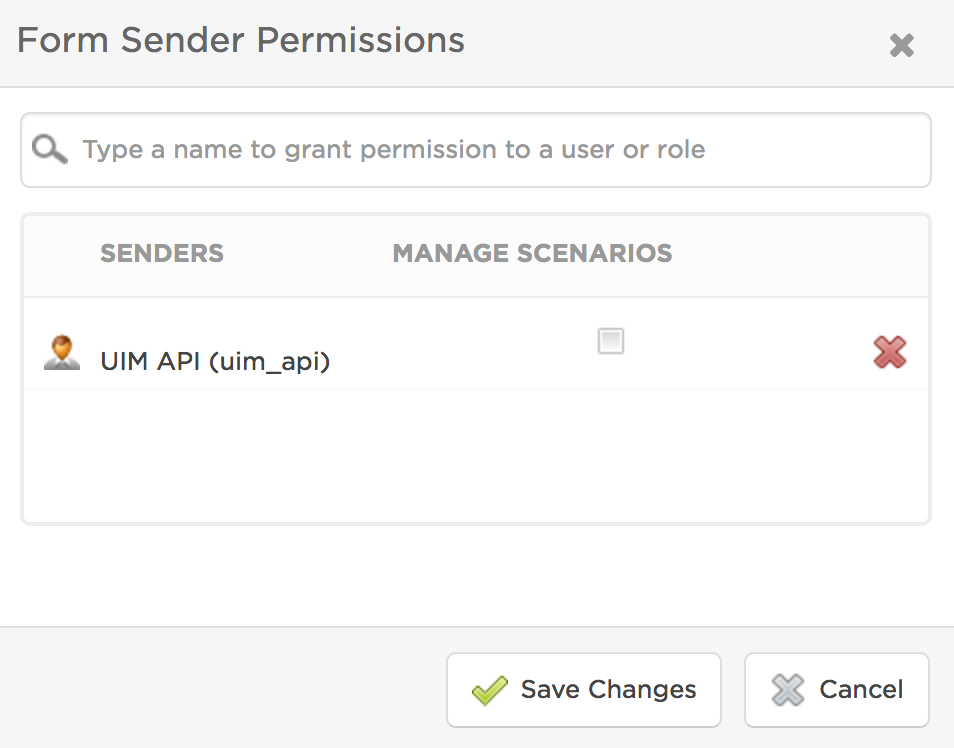 Form Sender Permissions
Type a name to grant permission to a user or role
SENDERS MANAGE SCENARIOS
UIM API (uim_api)
Save Changes Cancel